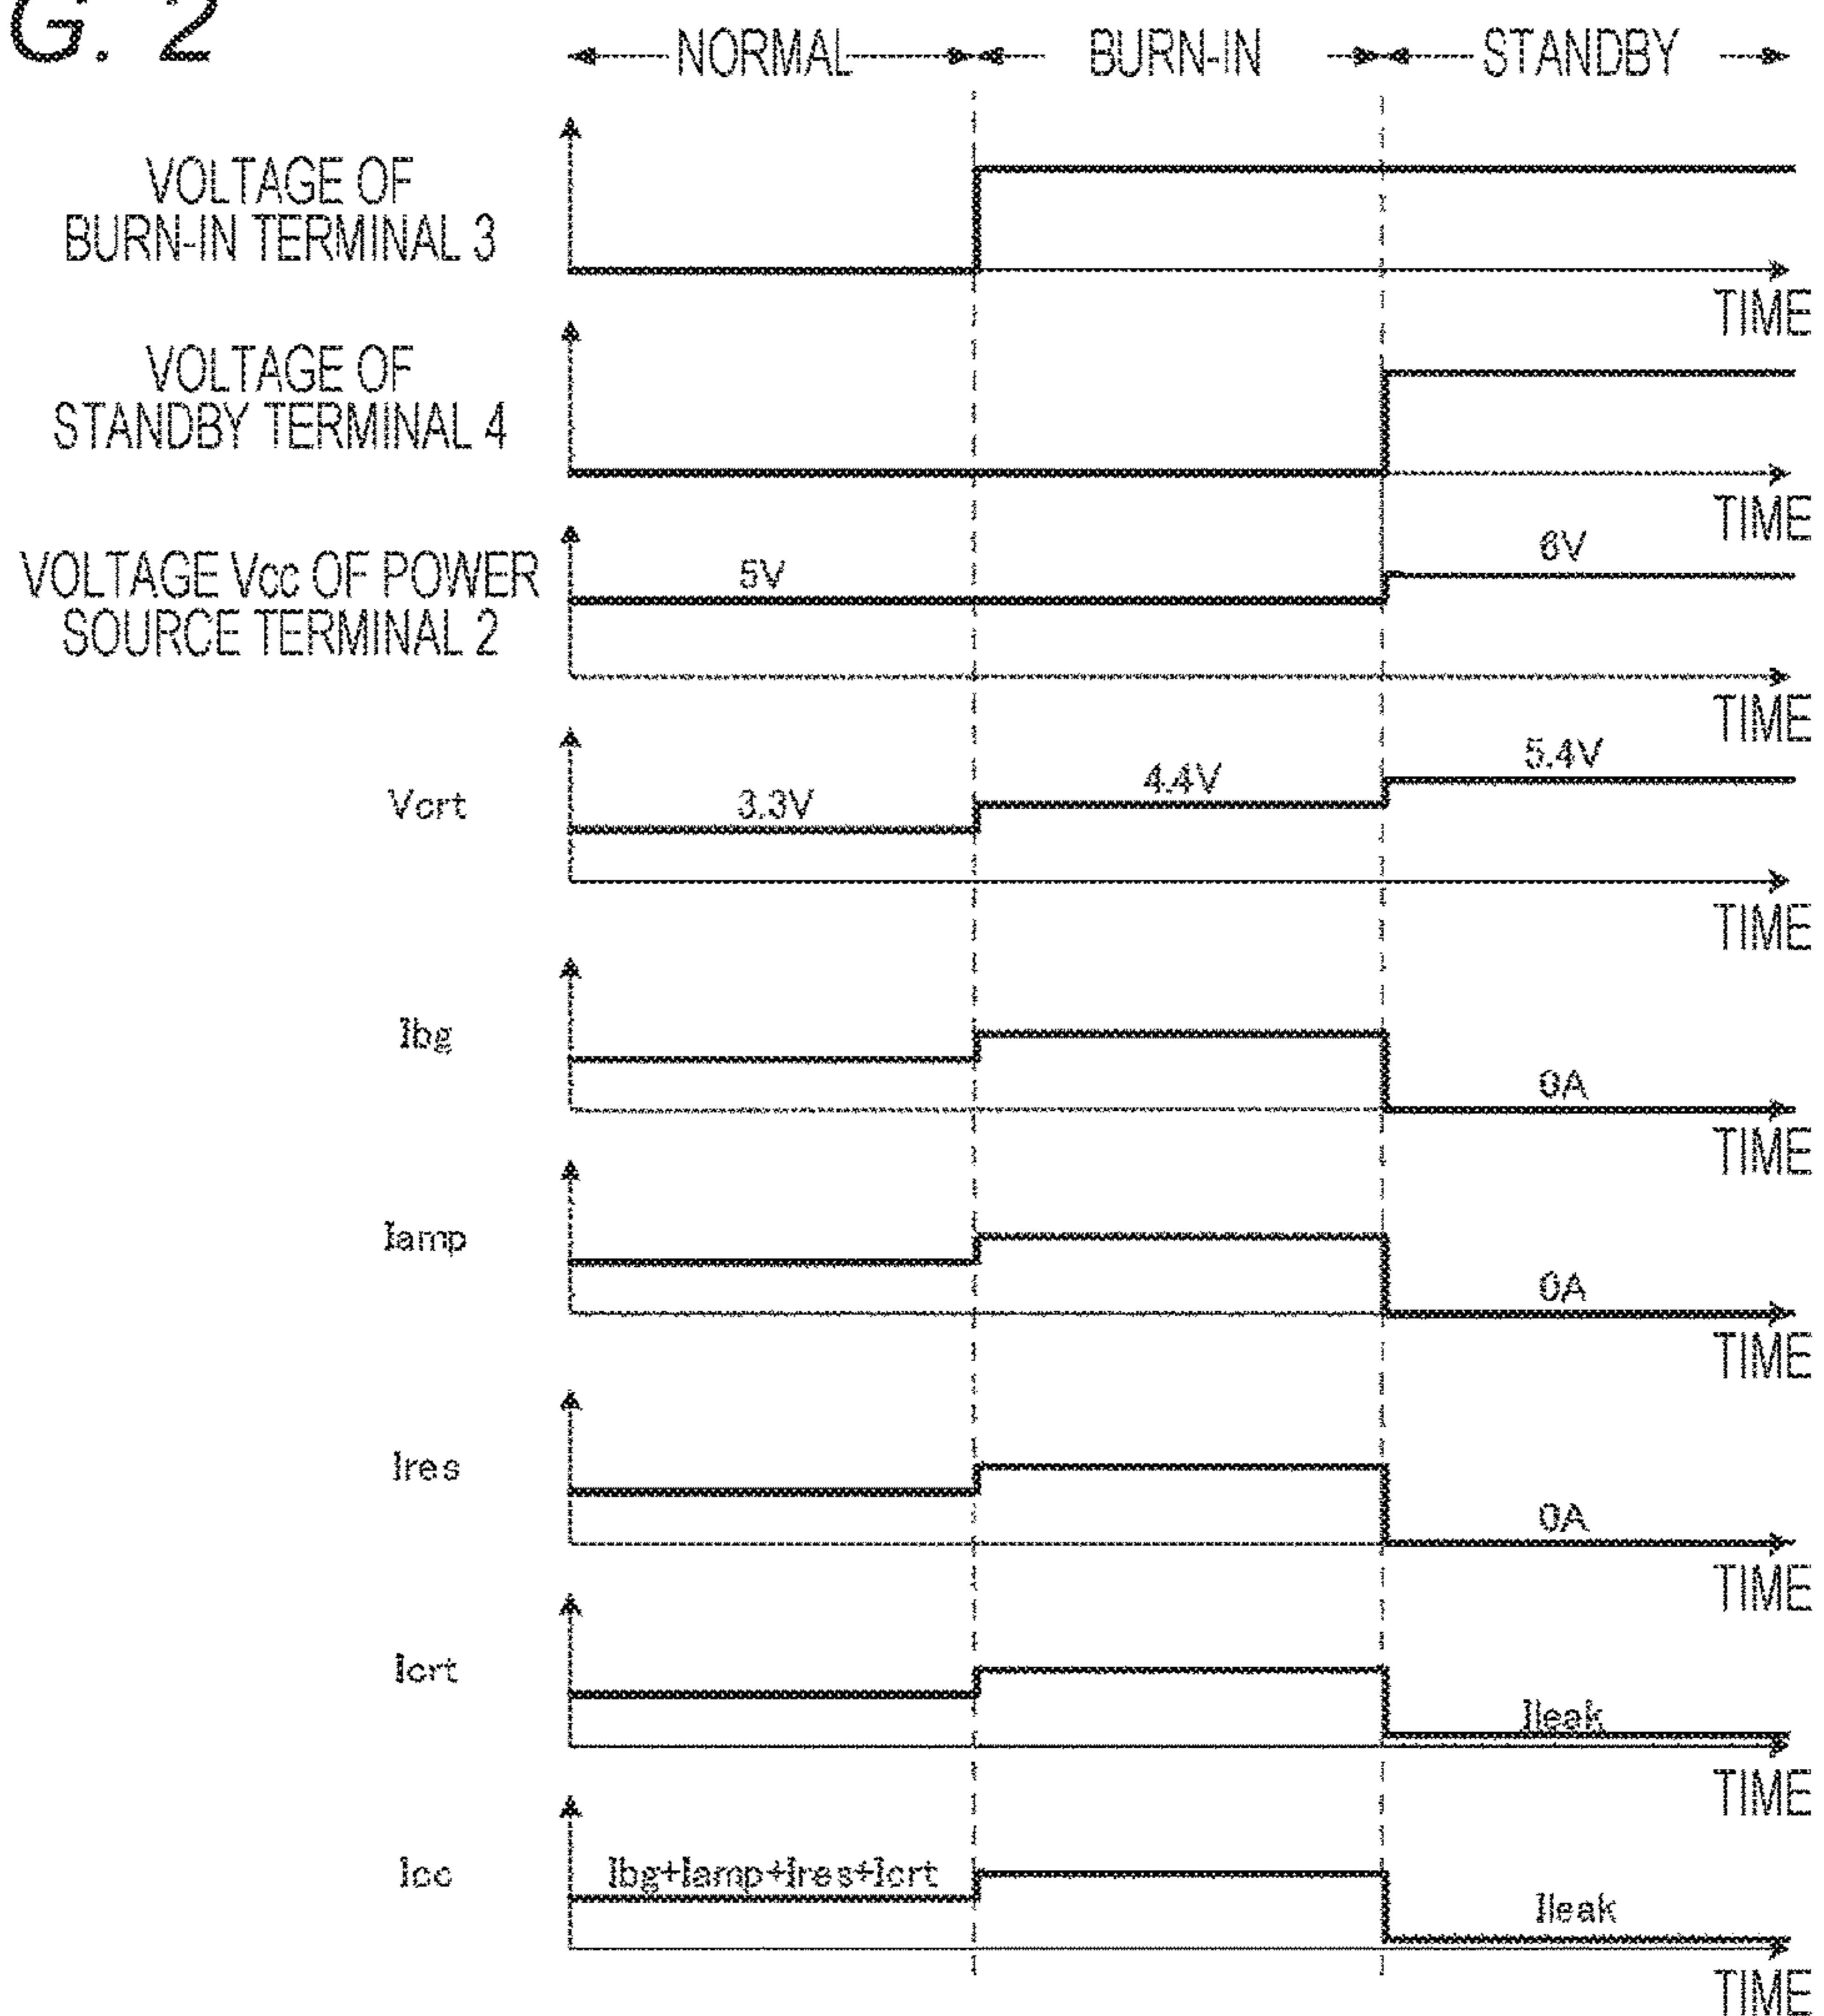 G. 2
NORMAL BURN-IN STANDBY
VOLTAGE OF
BURN-IN TERMINAL 3
TIME
VOLTAGE OF
STANDBY TERMINAL 4
TIME
VOLTAGE Vcc OF POWER
SOURCE TERMINAL 2
5V
6V
TIME
Vcrt
3.3V
4.4V
5.4V
TIME
Ibg
0A
TIME
Iamp
0A
TIME
Ires
0A
TIME
Icrt
Ileak
TIME
Icc
Ibg+Iamp+Ires+Icrt
Ileak
TIME